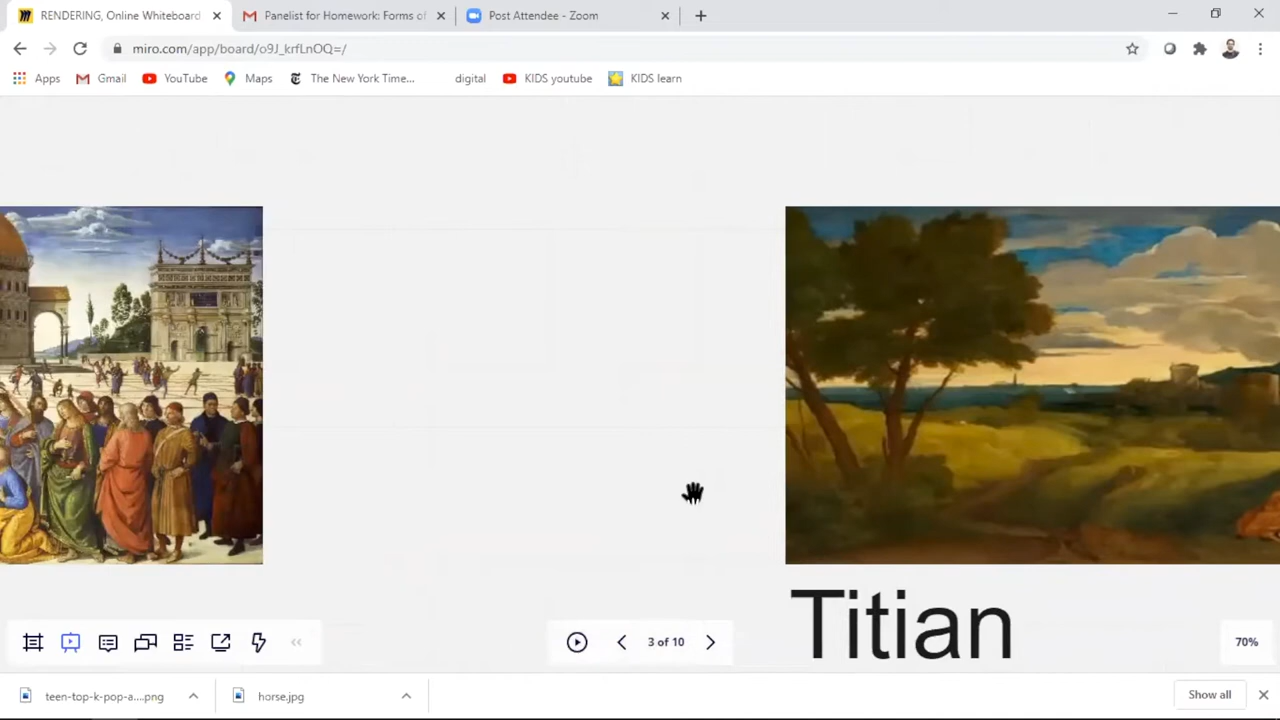 RENDERING, Online Whiteboard
Panelist for Homework: Forms of
Post Attendee - Zoom
miro.com/app/board/o9J_krfLnOQ=/
Apps
Gmail
YouTube
Maps
The New York Time...
digital
KIDS youtube
KIDS learn
Titian
3 of 10
70%
teen-top-k-pop-a....png
horse.jpg
Show all